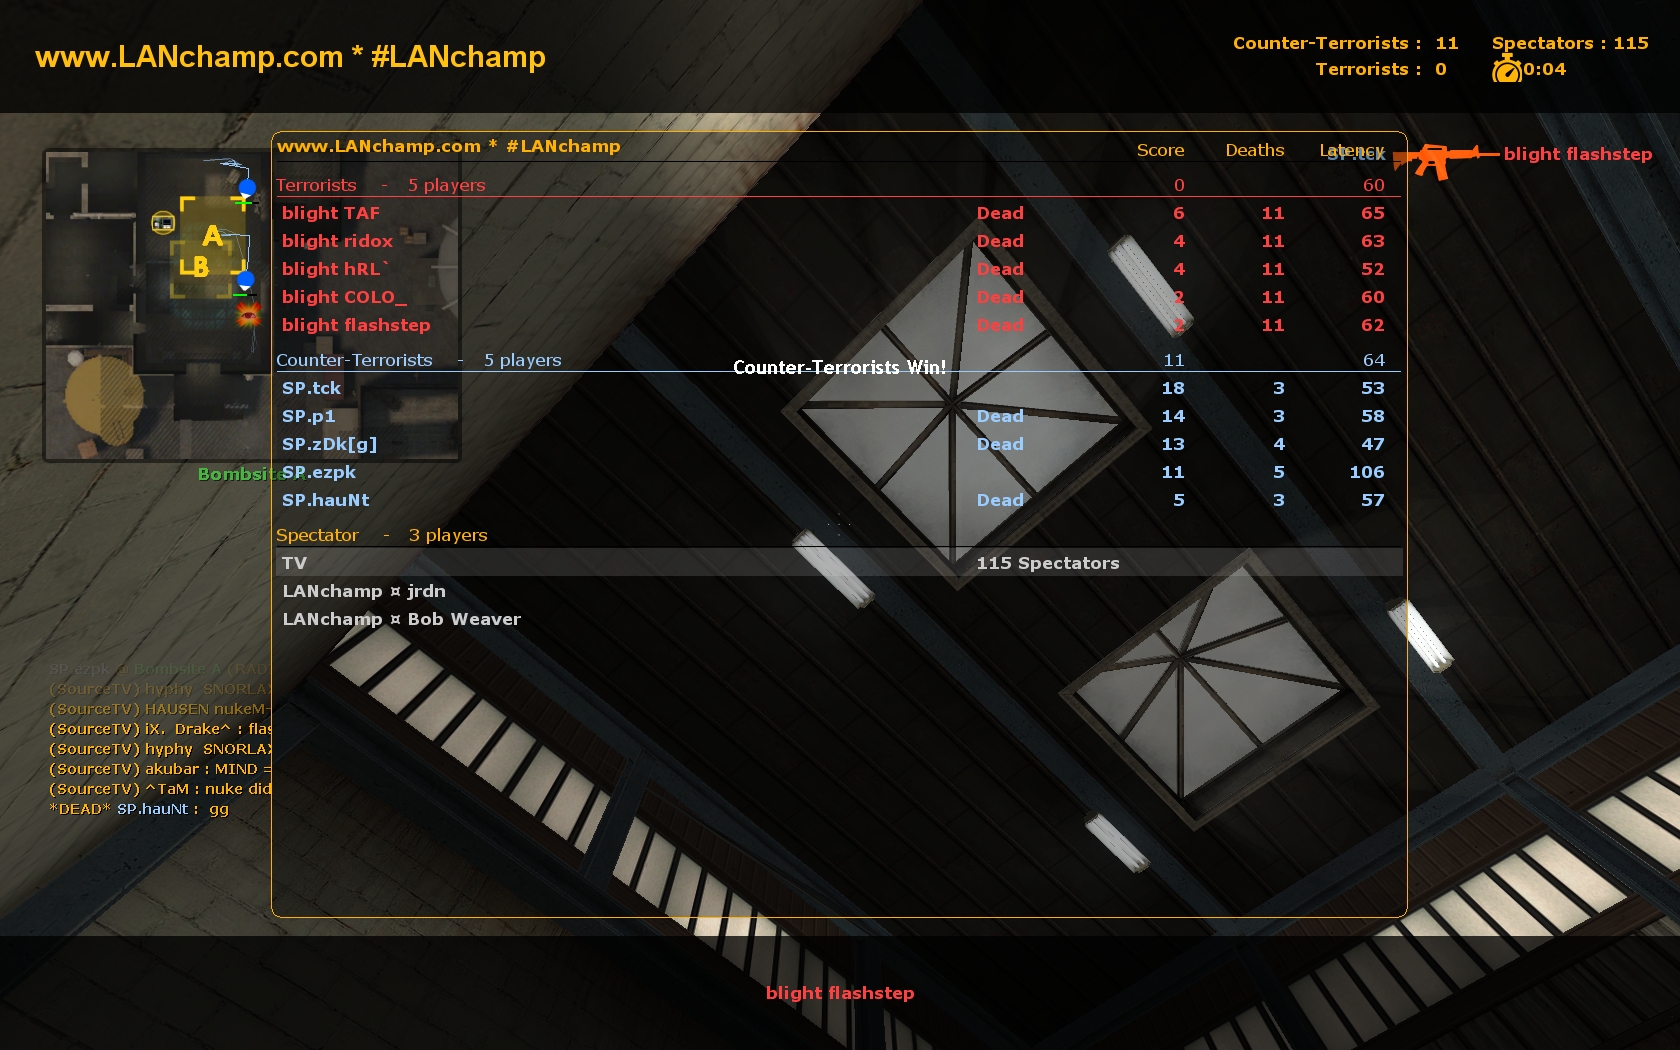 www.LANchamp.com * #LANchamp
Counter-Terrorists : 11 Spectators : 115
Terrorists : 0 0:04
www.LANchamp.com * #LANchamp Score Deaths Latency
SP.tck blight flashstep
Terrorists - 5 players 0 60
blight TAF Dead 6 11 65
blight ridox Dead 4 11 63
blight hRL` Dead 4 11 52
blight COLO_ Dead 2 11 60
blight flashstep Dead 2 11 62
Counter-Terrorists - 5 players 11 64
Counter-Terrorists Win!
SP.tck 18 3 53
SP.p1 Dead 14 3 58
SP.zDk[g] Dead 13 4 47
SP.ezpk 11 5 106
SP.hauNt Dead 5 3 57
Spectator - 3 players
TV 115 Spectators
LANchamp ¤ jrdn
LANchamp ¤ Bob Weaver
A
B
Bombsite
SP.ezpk @ Bombsite A (RAD
(SourceTV) hyphy SNORLAX
(SourceTV) HAUSEN nukeM-
(SourceTV) iX. Drake^ : flas
(SourceTV) hyphy SNORLAX
(SourceTV) akubar : MIND =
(SourceTV) ^TaM : nuke did
*DEAD* SP.hauNt : gg
blight flashstep